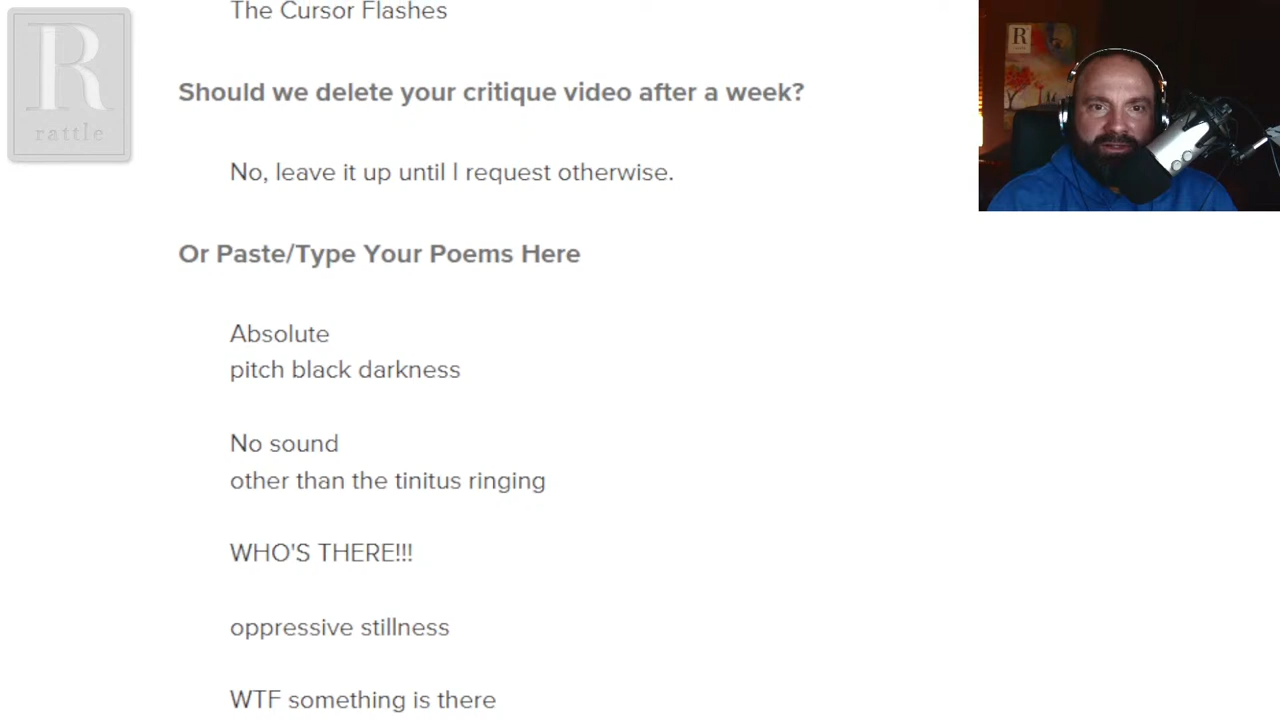 The Cursor Flashes
R
rattle
Should we delete your critique video after a week?
No, leave it up until I request otherwise.
Or Paste/Type Your Poems Here
Absolute
pitch black darkness
No sound
other than the tinitus ringing
WHO'S THERE!!!
oppressive stillness
WTF something is there
R